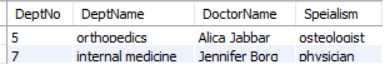 DeptNo DeptName DoctorName Speialism
5 orthopedics Alica Jabbar osteologist
7 internal medicine Jennifer Borg physician